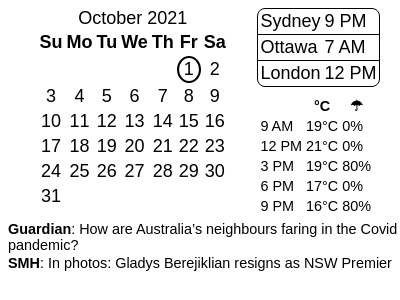 October 2021
Su Mo Tu We Th Fr Sa
1 2
3 4 5 6 7 8 9
10 11 12 13 14 15 16
17 18 19 20 21 22 23
24 25 26 27 28 29 30
31
Sydney 9 PM
Ottawa 7 AM
London 12 PM
°C ☂
9 AM 19°C 0%
12 PM 21°C 0%
3 PM 19°C 80%
6 PM 17°C 0%
9 PM 16°C 80%
Guardian: How are Australia’s neighbours faring in the Covid
pandemic?
SMH: In photos: Gladys Berejiklian resigns as NSW Premier